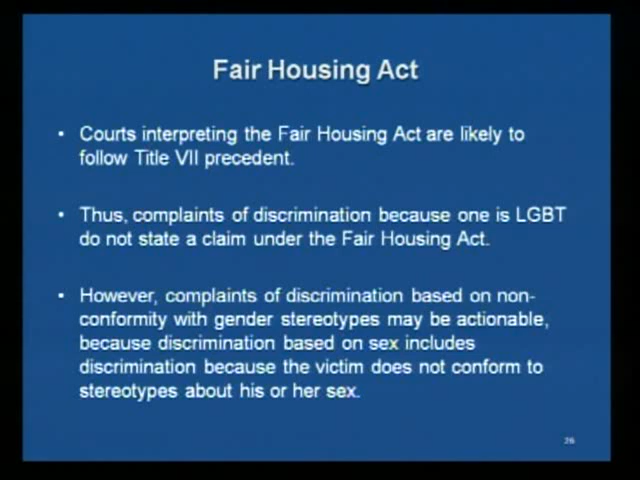 Fair Housing Act
• Courts interpreting the Fair Housing Act are likely to
follow Title VII precedent.
• Thus, complaints of discrimination because one is LGBT
do not state a claim under the Fair Housing Act.
• However, complaints of discrimination based on non-
conformity with gender stereotypes may be actionable,
because discrimination based on sex includes
discrimination because the victim does not conform to
stereotypes about his or her sex.
26